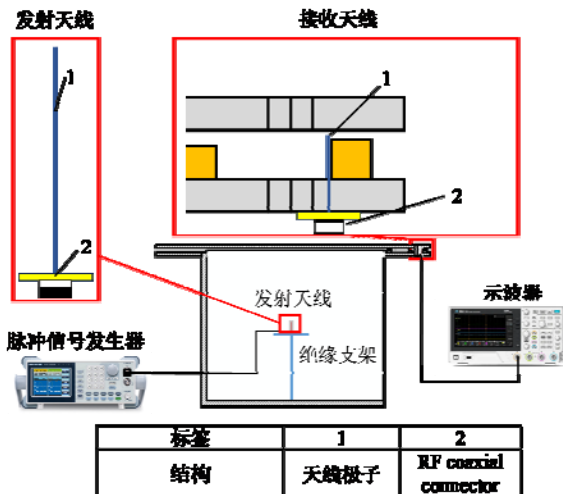 发射天线
接收天线
1
2
1
2
发射天线
绝缘支架
脉冲信号发生器
示波器
标签 1 2
结构 天线极子 RF coaxial
connector